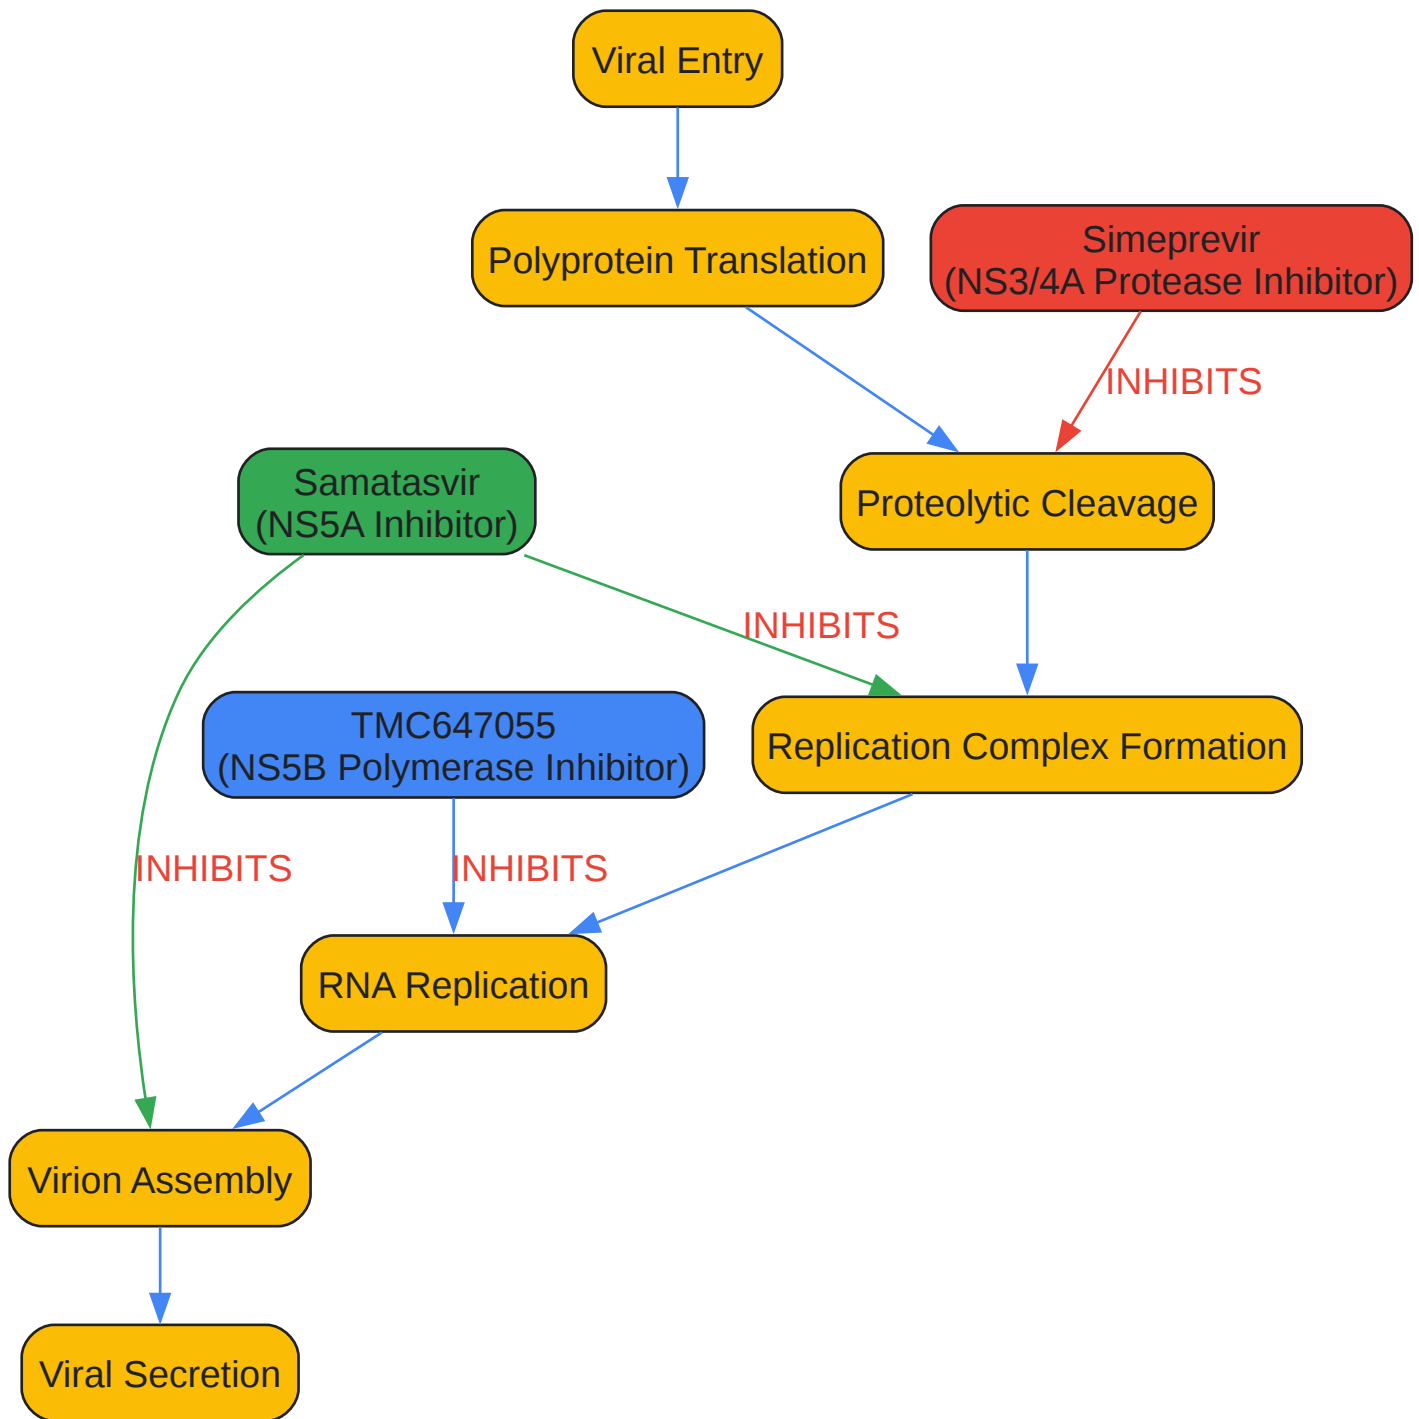 Viral Entry
Polyprotein Translation
Simeprevir
(NS3/4A Protease Inhibitor)
INHIBITS
Samatasvir
(NS5A Inhibitor)
Proteolytic Cleavage
INHIBITS
TMC647055
(NS5B Polymerase Inhibitor)
Replication Complex Formation
INHIBITS
INHIBITS
RNA Replication
Virion Assembly
Viral Secretion